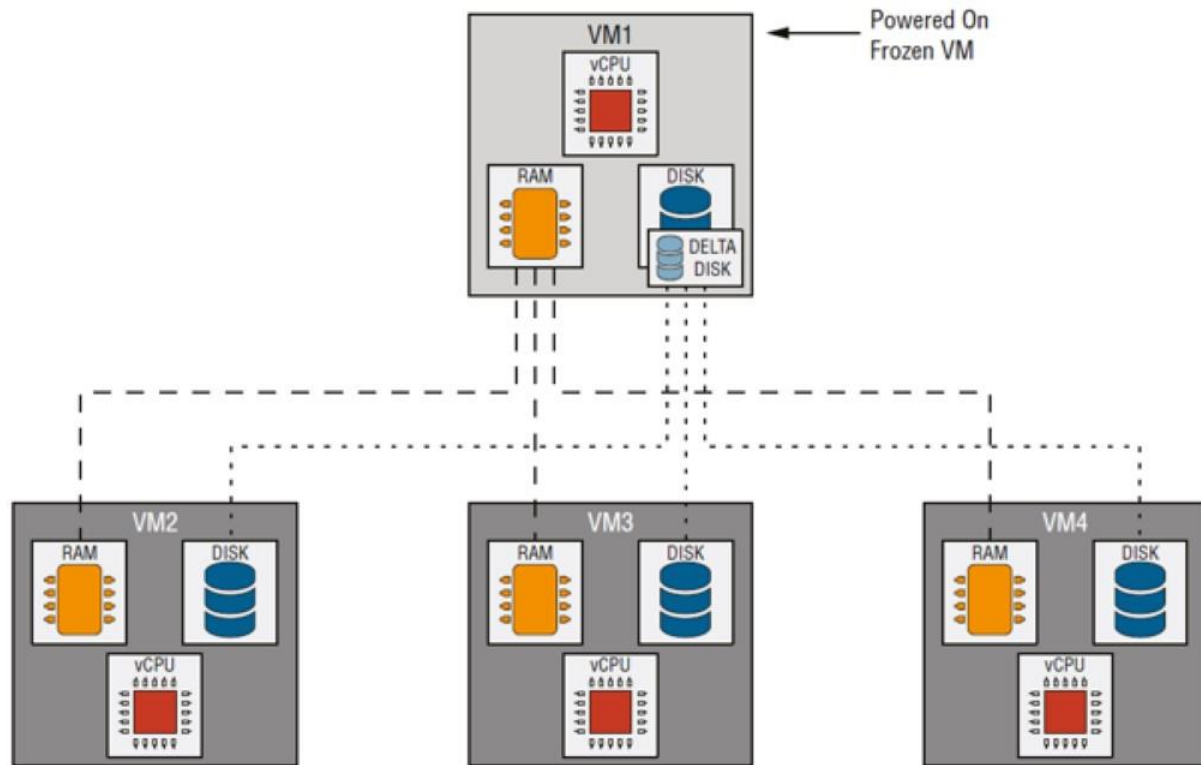 VM1
Powered On
Frozen VM
vCPU
RAM
DISK
DELTA
DISK
VM2
RAM
DISK
vCPU
VM3
RAM
DISK
vCPU
VM4
RAM
DISK
vCPU